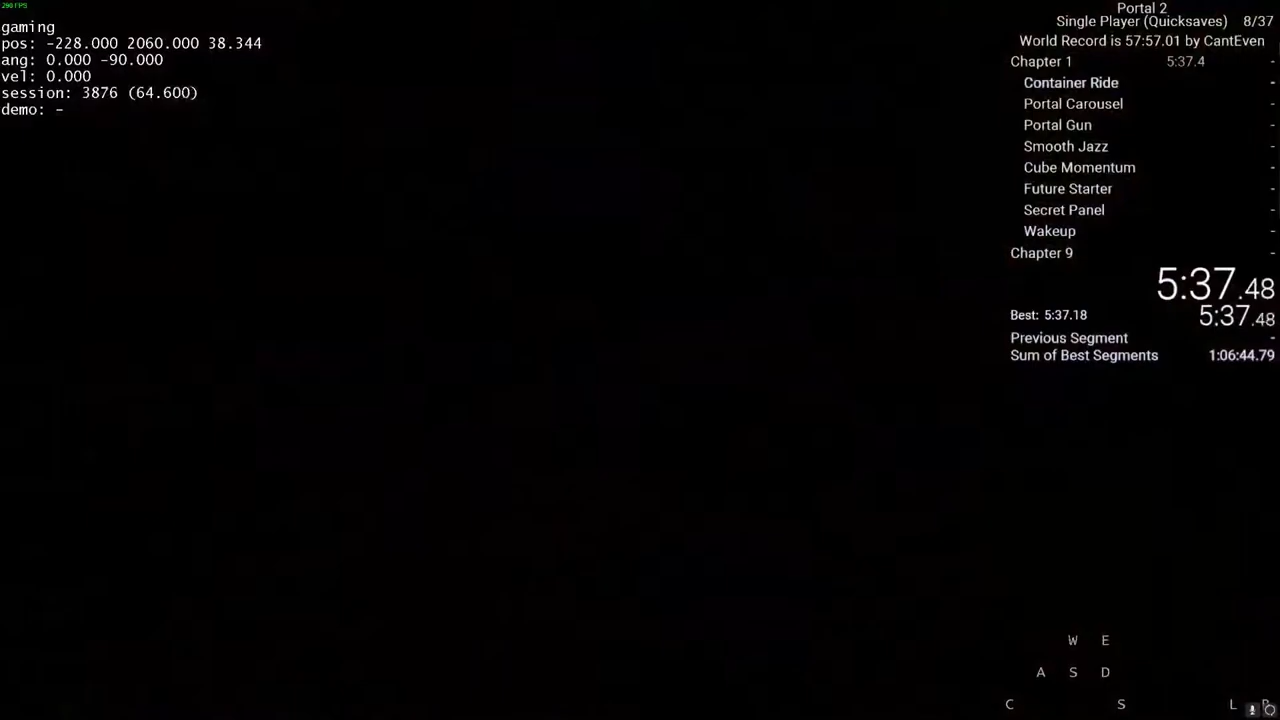 290 FPS
gaming
pos: -228.000 2060.000 38.344
ang: 0.000 -90.000
vel: 0.000
session: 3876 (64.600)
demo: -
Portal 2
Single Player (Quicksaves) 8/37
World Record is 57:57.01 by CantEven
Chapter 1 5:37.4 -
Container Ride -
Portal Carousel -
Portal Gun -
Smooth Jazz -
Cube Momentum -
Future Starter -
Secret Panel -
Wakeup -
Chapter 9 -
5:37.48
Best: 5:37.18 5:37.48
Previous Segment -
Sum of Best Segments 1:06:44.79
W E
A S D
C S L